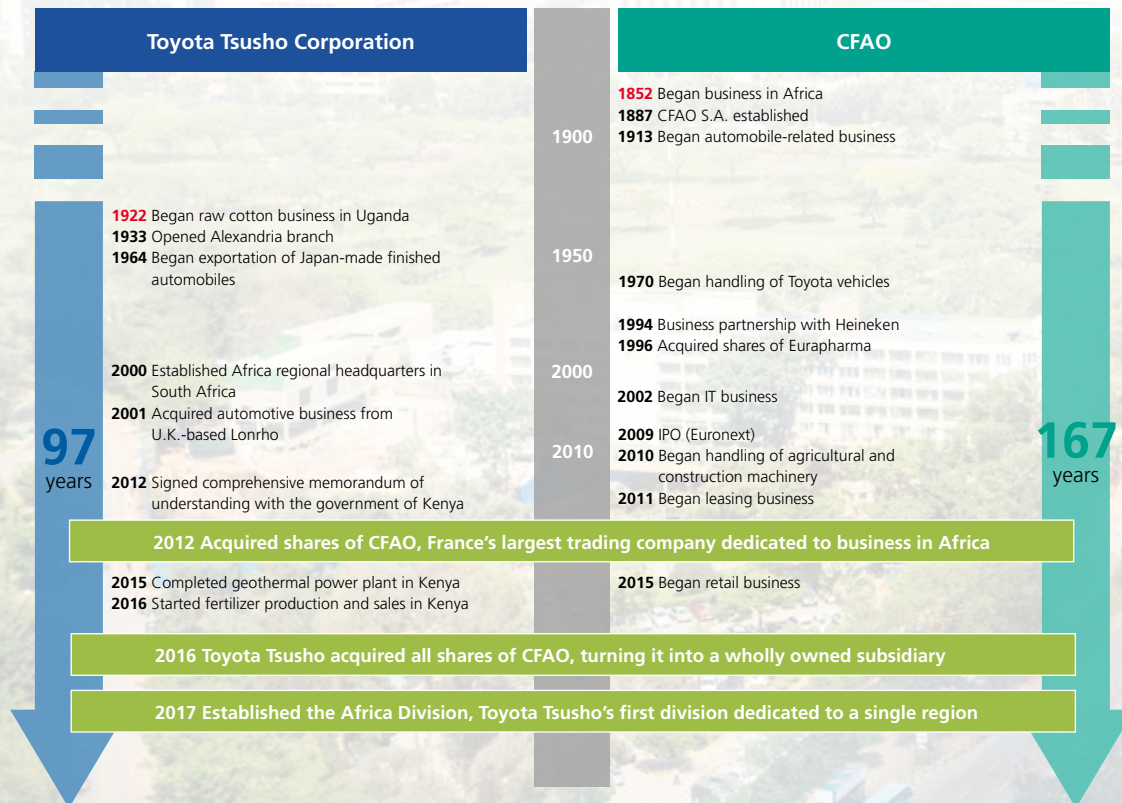 Toyota Tsusho Corporation
CFAO
1852 Began business in Africa
1887 CFAO S.A. established
1900
1913 Began automobile-related business
1922 Began raw cotton business in Uganda
1933 Opened Alexandria branch
1964 Began exportation of Japan-made finished
automobiles
1950
1970 Began handling of Toyota vehicles
1994 Business partnership with Heineken
1996 Acquired shares of Eurapharma
2000 Established Africa regional headquarters in
South Africa
2001 Acquired automotive business from
U.K.-based Lonrho
2000
2002 Began IT business
97
years
2012 Signed comprehensive memorandum of
understanding with the government of Kenya
2010
2009 IPO (Euronext)
2010 Began handling of agricultural and
construction machinery
2011 Began leasing business
167
years
2012 Acquired shares of CFAO, France’s largest trading company dedicated to business in Africa
2015 Completed geothermal power plant in Kenya
2016 Started fertilizer production and sales in Kenya
2015 Began retail business
2016 Toyota Tsusho acquired all shares of CFAO, turning it into a wholly owned subsidiary
2017 Established the Africa Division, Toyota Tsusho’s first division dedicated to a single region